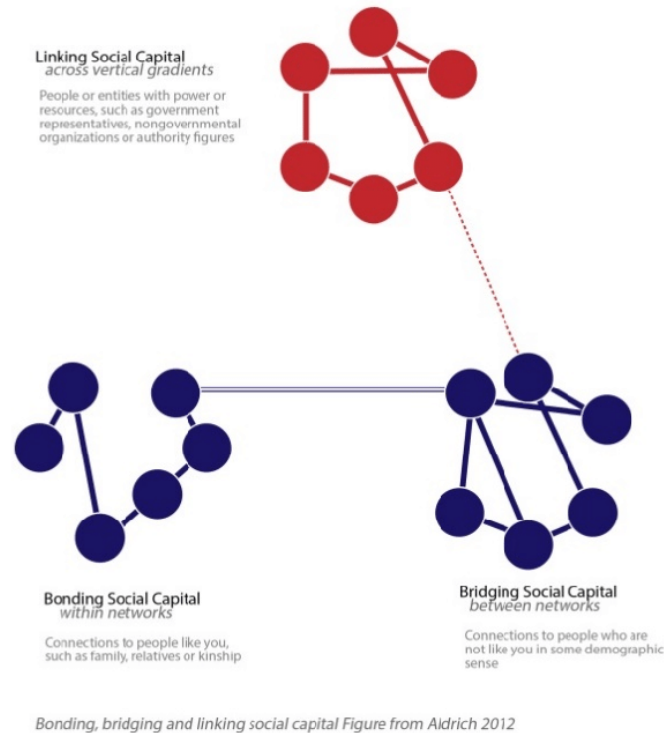 Linking Social Capital
across vertical gradients
People or entities with power or
resources, such as government
representatives, nongovernmental
organizations or authority figures
Bonding Social Capital
within networks
Connections to people like you,
such as family, relatives or kinship
Bridging Social Capital
between networks
Connections to people who are
not like you in some demographic
sense
Bonding, bridging and linking social capital Figure from Aldrich 2012